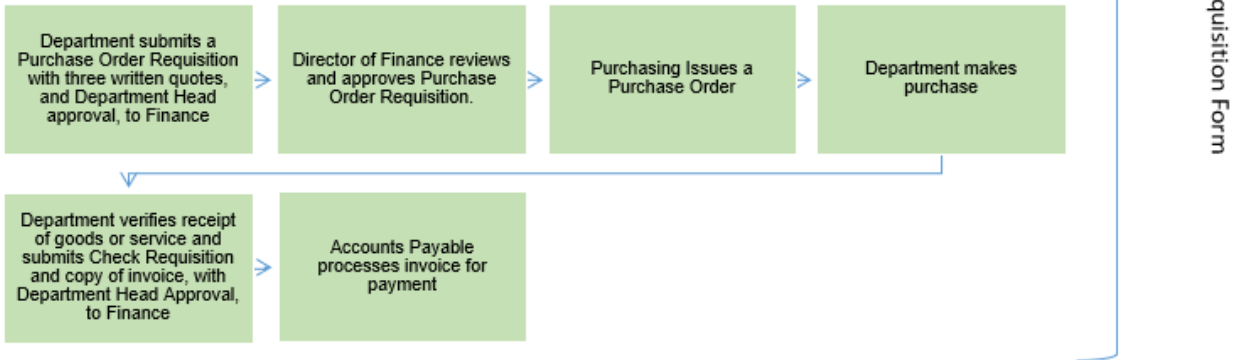 Department submits a
Purchase Order Requisition
with three written quotes,
and Department Head
approval, to Finance
Director of Finance reviews
and approves Purchase
Order Requisition.
Purchasing Issues a
Purchase Order
Department makes
purchase
Department verifies receipt
of goods or service and
submits Check Requisition
and copy of invoice, with
Department Head Approval,
to Finance
Accounts Payable
processes invoice for
payment
quisition Form